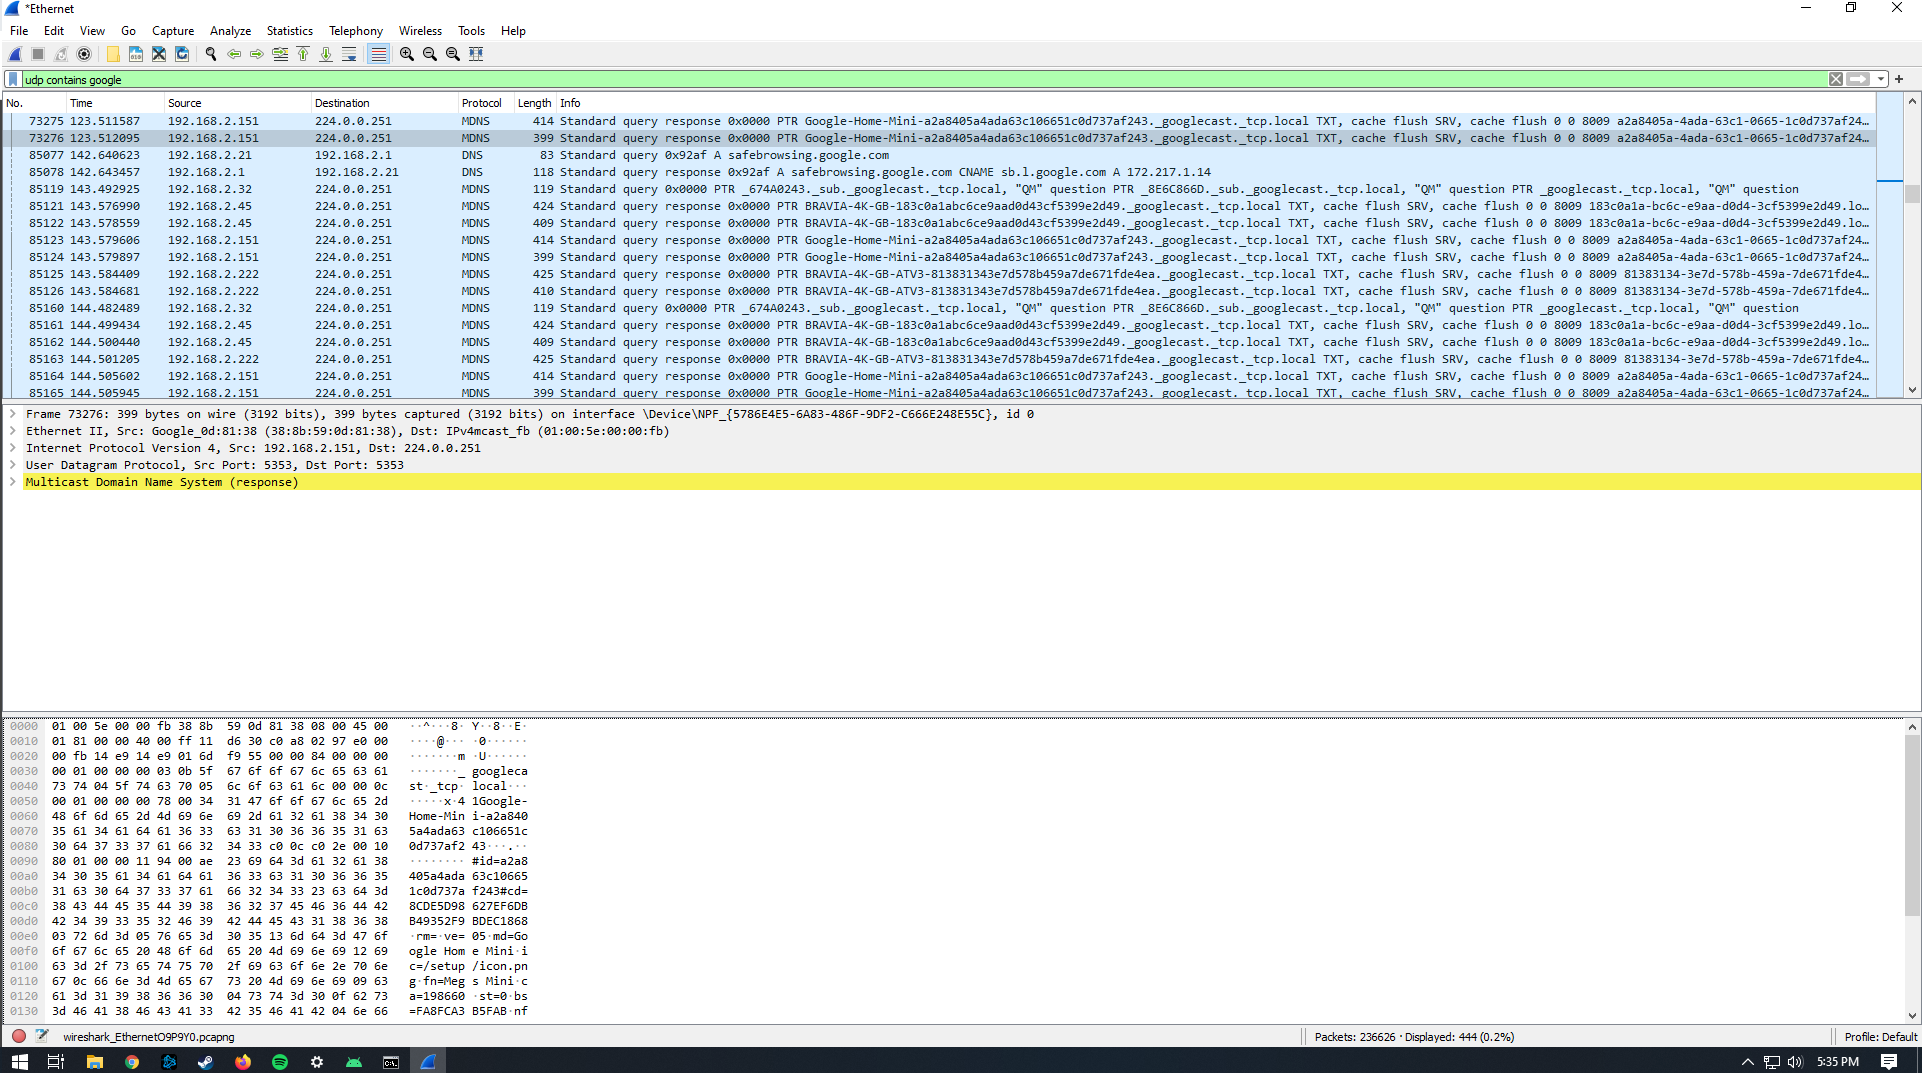 *Ethernet
File Edit View Go Capture Analyze Statistics Telephony Wireless Tools Help
udp contains google
No. Time Source Destination Protocol Length Info
73275 123.511587 192.168.2.151 224.0.0.251 MDNS 414 Standard query response 0x0000 PTR Google-Home-Mini-a2a8405a4ada63c106651c0d737af243._googlecast._tcp.local TXT, cache flush SRV, cache flush 0 0 8009 a2a8405a-4ada-63c1-0665-1c0d737af24…
73276 123.512095 192.168.2.151 224.0.0.251 MDNS 399 Standard query response 0x0000 PTR Google-Home-Mini-a2a8405a4ada63c106651c0d737af243._googlecast._tcp.local TXT, cache flush SRV, cache flush 0 0 8009 a2a8405a-4ada-63c1-0665-1c0d737af24…
85077 142.640623 192.168.2.21 192.168.2.1 DNS 83 Standard query 0x92af A safebrowsing.google.com
85078 142.643457 192.168.2.1 192.168.2.21 DNS 118 Standard query response 0x92af A safebrowsing.google.com CNAME sb.l.google.com A 172.217.1.14
85119 143.492925 192.168.2.32 224.0.0.251 MDNS 119 Standard query 0x0000 PTR _674A0243._sub._googlecast._tcp.local, "QM" question PTR _8E6C866D._sub._googlecast._tcp.local, "QM" question PTR _googlecast._tcp.local, "QM" question
85121 143.576990 192.168.2.45 224.0.0.251 MDNS 424 Standard query response 0x0000 PTR BRAVIA-4K-GB-183c0a1abc6ce9aad0d43cf5399e2d49._googlecast._tcp.local TXT, cache flush SRV, cache flush 0 0 8009 183c0a1a-bc6c-e9aa-d0d4-3cf5399e2d49.lo…
85122 143.578559 192.168.2.45 224.0.0.251 MDNS 409 Standard query response 0x0000 PTR BRAVIA-4K-GB-183c0a1abc6ce9aad0d43cf5399e2d49._googlecast._tcp.local TXT, cache flush SRV, cache flush 0 0 8009 183c0a1a-bc6c-e9aa-d0d4-3cf5399e2d49.lo…
85123 143.579606 192.168.2.151 224.0.0.251 MDNS 414 Standard query response 0x0000 PTR Google-Home-Mini-a2a8405a4ada63c106651c0d737af243._googlecast._tcp.local TXT, cache flush SRV, cache flush 0 0 8009 a2a8405a-4ada-63c1-0665-1c0d737af24…
85124 143.579897 192.168.2.151 224.0.0.251 MDNS 399 Standard query response 0x0000 PTR Google-Home-Mini-a2a8405a4ada63c106651c0d737af243._googlecast._tcp.local TXT, cache flush SRV, cache flush 0 0 8009 a2a8405a-4ada-63c1-0665-1c0d737af24…
85125 143.584409 192.168.2.222 224.0.0.251 MDNS 425 Standard query response 0x0000 PTR BRAVIA-4K-GB-ATV3-813831343e7d578b459a7de671fde4ea._googlecast._tcp.local TXT, cache flush SRV, cache flush 0 0 8009 81383134-3e7d-578b-459a-7de671fde4…
85126 143.584681 192.168.2.222 224.0.0.251 MDNS 410 Standard query response 0x0000 PTR BRAVIA-4K-GB-ATV3-813831343e7d578b459a7de671fde4ea._googlecast._tcp.local TXT, cache flush SRV, cache flush 0 0 8009 81383134-3e7d-578b-459a-7de671fde4…
85160 144.482489 192.168.2.32 224.0.0.251 MDNS 119 Standard query 0x0000 PTR _674A0243._sub._googlecast._tcp.local, "QM" question PTR _8E6C866D._sub._googlecast._tcp.local, "QM" question PTR _googlecast._tcp.local, "QM" question
85161 144.499434 192.168.2.45 224.0.0.251 MDNS 424 Standard query response 0x0000 PTR BRAVIA-4K-GB-183c0a1abc6ce9aad0d43cf5399e2d49._googlecast._tcp.local TXT, cache flush SRV, cache flush 0 0 8009 183c0a1a-bc6c-e9aa-d0d4-3cf5399e2d49.lo…
85162 144.500440 192.168.2.45 224.0.0.251 MDNS 409 Standard query response 0x0000 PTR BRAVIA-4K-GB-183c0a1abc6ce9aad0d43cf5399e2d49._googlecast._tcp.local TXT, cache flush SRV, cache flush 0 0 8009 183c0a1a-bc6c-e9aa-d0d4-3cf5399e2d49.lo…
85163 144.501205 192.168.2.222 224.0.0.251 MDNS 425 Standard query response 0x0000 PTR BRAVIA-4K-GB-ATV3-813831343e7d578b459a7de671fde4ea._googlecast._tcp.local TXT, cache flush SRV, cache flush 0 0 8009 81383134-3e7d-578b-459a-7de671fde4…
85164 144.505602 192.168.2.151 224.0.0.251 MDNS 414 Standard query response 0x0000 PTR Google-Home-Mini-a2a8405a4ada63c106651c0d737af243._googlecast._tcp.local TXT, cache flush SRV, cache flush 0 0 8009 a2a8405a-4ada-63c1-0665-1c0d737af24…
85165 144.505945 192.168.2.151 224.0.0.251 MDNS 399 Standard query response 0x0000 PTR Google-Home-Mini-a2a8405a4ada63c106651c0d737af243._googlecast._tcp.local TXT, cache flush SRV, cache flush 0 0 8009 a2a8405a-4ada-63c1-0665-1c0d737af24…
Frame 73276: 399 bytes on wire (3192 bits), 399 bytes captured (3192 bits) on interface \Device\NPF_{5786E4E5-6A83-486F-9DF2-C666E248E55C}, id 0
Ethernet II, Src: Google_0d:81:38 (38:8b:59:0d:81:38), Dst: IPv4mcast_fb (01:00:5e:00:00:fb)
Internet Protocol Version 4, Src: 192.168.2.151, Dst: 224.0.0.251
User Datagram Protocol, Src Port: 5353, Dst Port: 5353
Multicast Domain Name System (response)
0000 01 00 5e 00 00 fb 38 8b 59 0d 81 38 08 00 45 00 ··^···8· Y··8··E·
0010 01 81 00 00 40 00 ff 11 d6 30 c0 a8 02 97 e0 00 ····@··· ·0······
0020 00 fb 14 e9 14 e9 01 6d f9 55 00 00 84 00 00 00 ·······m ·U······
0030 00 01 00 00 00 03 0b 5f 67 6f 6f 67 6c 65 63 61 ·······_ googleca
0040 73 74 04 5f 74 63 70 05 6c 6f 63 61 6c 00 00 0c st·_tcp· local···
0050 00 01 00 00 00 78 00 34 31 47 6f 6f 67 6c 65 2d ·····x·4 1Google-
0060 48 6f 6d 65 2d 4d 69 6e 69 2d 61 32 61 38 34 30 Home-Min i-a2a840
0070 35 61 34 61 64 61 36 33 63 31 30 36 36 35 31 63 5a4ada63 c106651c
0080 30 64 37 33 37 61 66 32 34 33 c0 0c c0 2e 00 10 0d737af2 43···.··
0090 80 01 00 00 11 94 00 ae 23 69 64 3d 61 32 61 38 ········ #id=a2a8
00a0 34 30 35 61 34 61 64 61 36 33 63 31 30 36 36 35 405a4ada 63c10665
00b0 31 63 30 64 37 33 37 61 66 32 34 33 23 63 64 3d 1c0d737a f243#cd=
00c0 38 43 44 45 35 44 39 38 36 32 37 45 46 36 44 42 8CDE5D98 627EF6DB
00d0 42 34 39 33 35 32 46 39 42 44 45 43 31 38 36 38 B49352F9 BDEC1868
00e0 03 72 6d 3d 05 76 65 3d 30 35 13 6d 64 3d 47 6f ·rm=·ve= 05·md=Go
00f0 6f 67 6c 65 20 48 6f 6d 65 20 4d 69 6e 69 12 69 ogle Hom e Mini·i
0100 63 3d 2f 73 65 74 75 70 2f 69 63 6f 6e 2e 70 6e c=/setup /icon.pn
0110 67 0c 66 6e 3d 4d 65 67 73 20 4d 69 6e 69 09 63 g·fn=Meg s Mini·c
0120 61 3d 31 39 38 36 36 30 04 73 74 3d 30 0f 62 73 a=198660 ·st=0·bs
0130 3d 46 41 38 46 43 41 33 42 35 46 41 42 04 6e 66 =FA8FCA3 B5FAB·nf
wireshark_EthernetO9P9Y0.pcapng Packets: 236626 · Displayed: 444 (0.2%) Profile: Default
5:35 PM